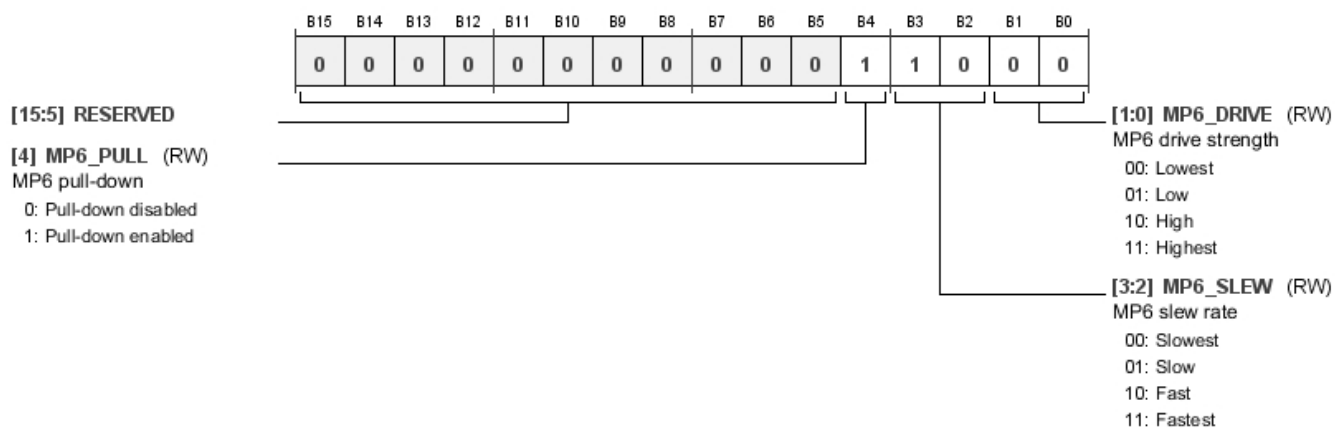 B15 B14 B13 B12 B11 B10 B9 B8 B7 B6 B5 B4 B3 B2 B1 B0
0 0 0 0 0 0 0 0 0 0 0 1 1 0 0 0
[15:5] RESERVED
[4] MP6_PULL (RW)
MP6 pull-down
0: Pull-down disabled
1: Pull-down enabled
[1:0] MP6_DRIVE (RW)
MP6 drive strength
00: Lowest
01: Low
10: High
11: Highest
[3:2] MP6_SLEW (RW)
MP6 slew rate
00: Slowest
01: Slow
10: Fast
11: Fastest